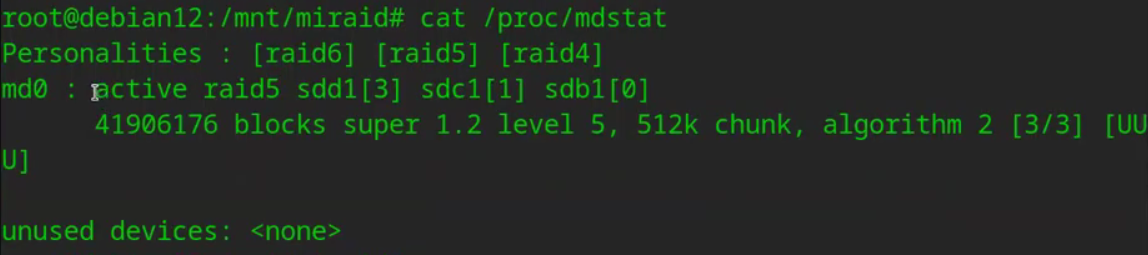 root@debian12:/mnt/miraid# cat /proc/mdstat
Personalities : [raid6] [raid5] [raid4]
md0 : active raid5 sdd1[3] sdc1[1] sdb1[0]
      41906176 blocks super 1.2 level 5, 512k chunk, algorithm 2 [3/3] [UU
U]

unused devices: <none>